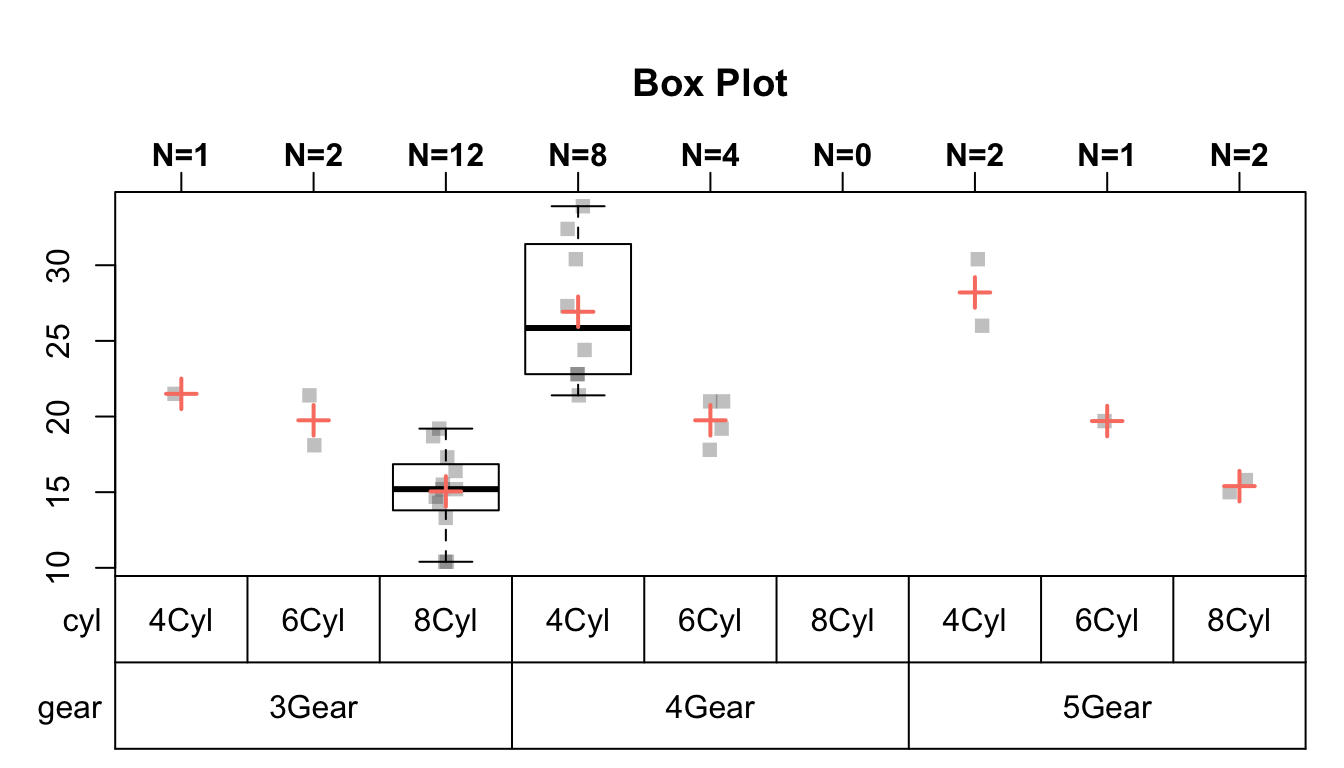 Box Plot
N=1 N=2 N=12 N=8 N=4 N=0 N=2 N=1 N=2
30
25
20
15
10
cyl 4Cyl 6Cyl 8Cyl 4Cyl 6Cyl 8Cyl 4Cyl 6Cyl 8Cyl
gear 3Gear 4Gear 5Gear